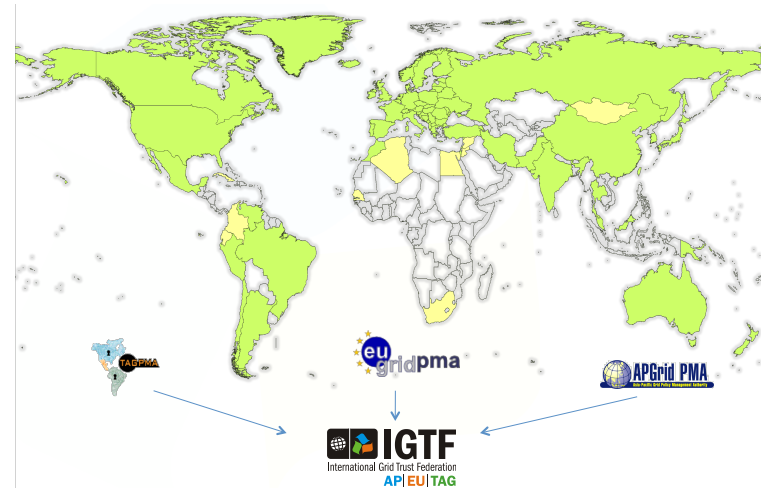 TAGPMA
eu
gridpma
APGrid PMA
Asia-Pacific Grid Policy Management Authority
IGTF
International Grid Trust Federation
AP|EU|TAG